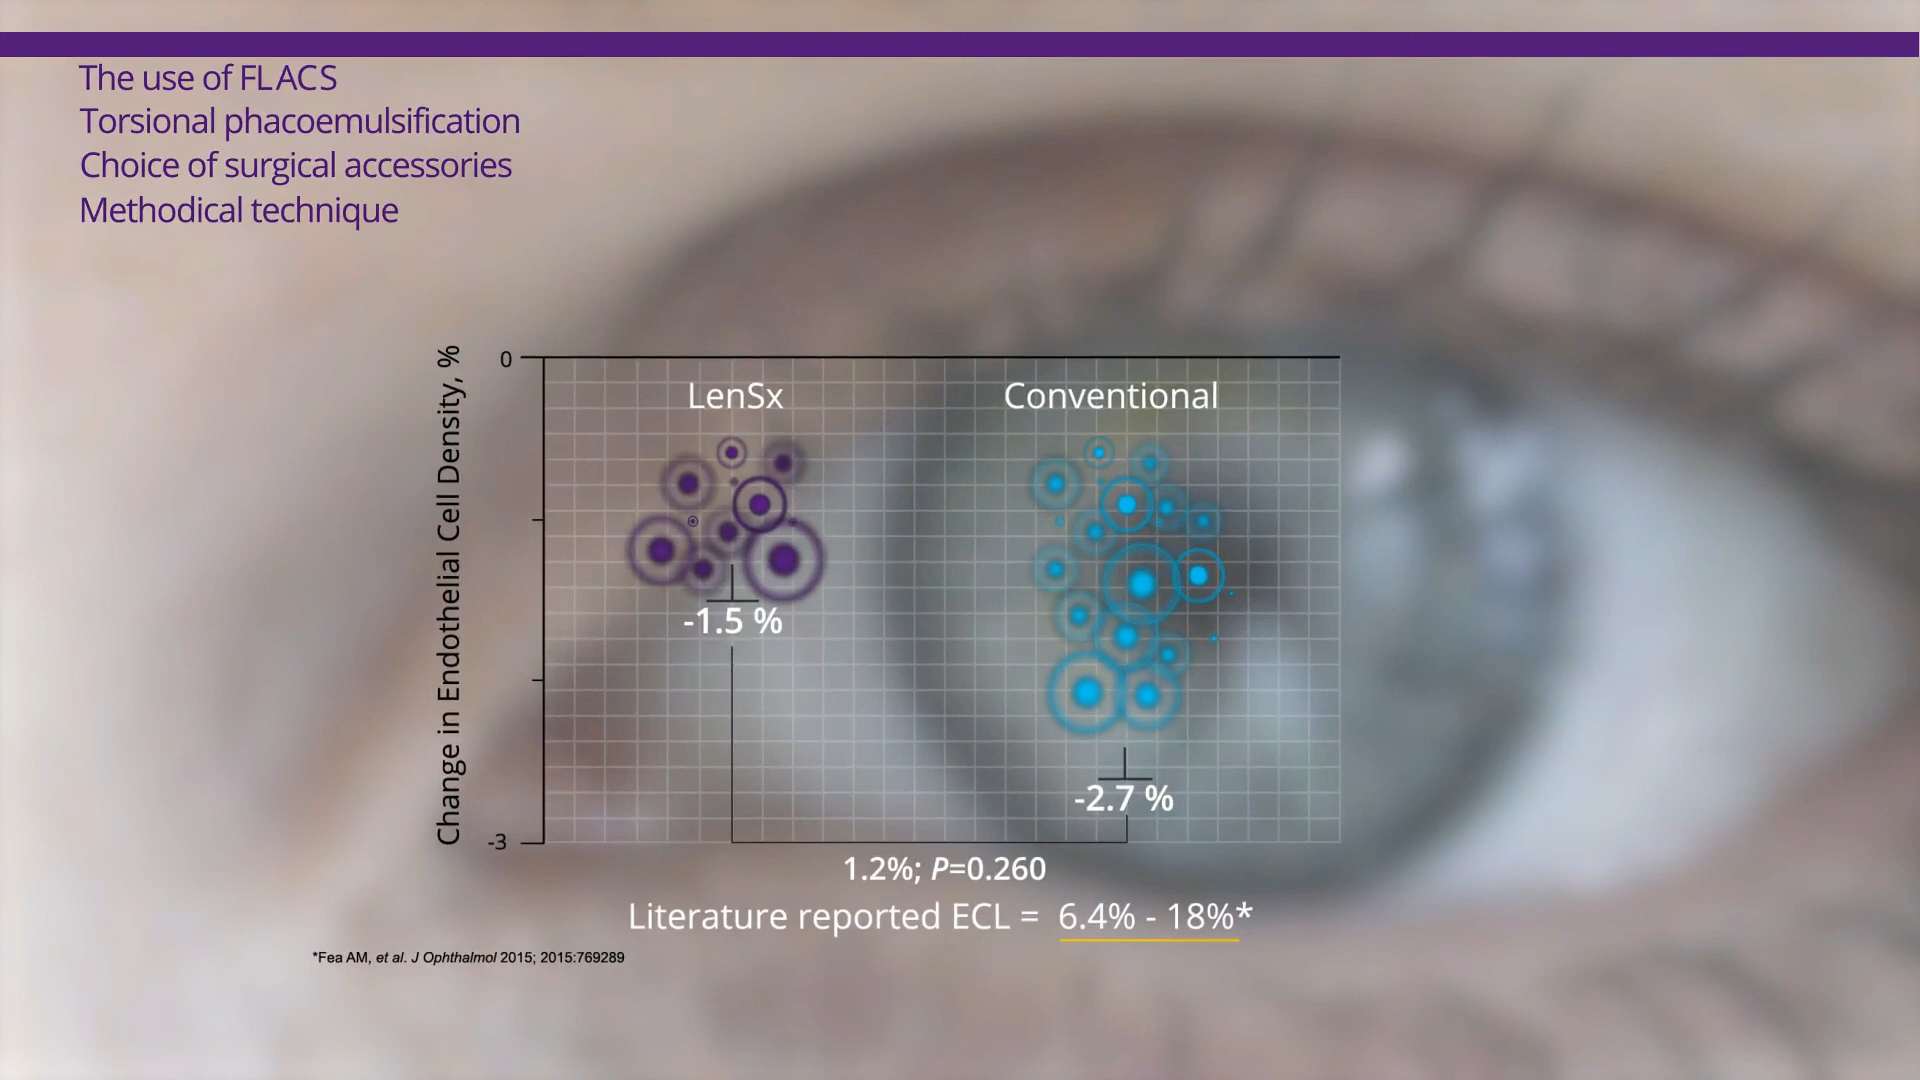 The use of FLACS
Torsional phacoemulsification
Choice of surgical accessories
Methodical technique
Change in Endothelial Cell Density, %
0
LenSx
Conventional
-1.5 %
-2.7 %
-3
1.2%; P=0.260
Literature reported ECL = 6.4% - 18%*
*Fea AM, et al. J Ophthalmol 2015; 2015:769289